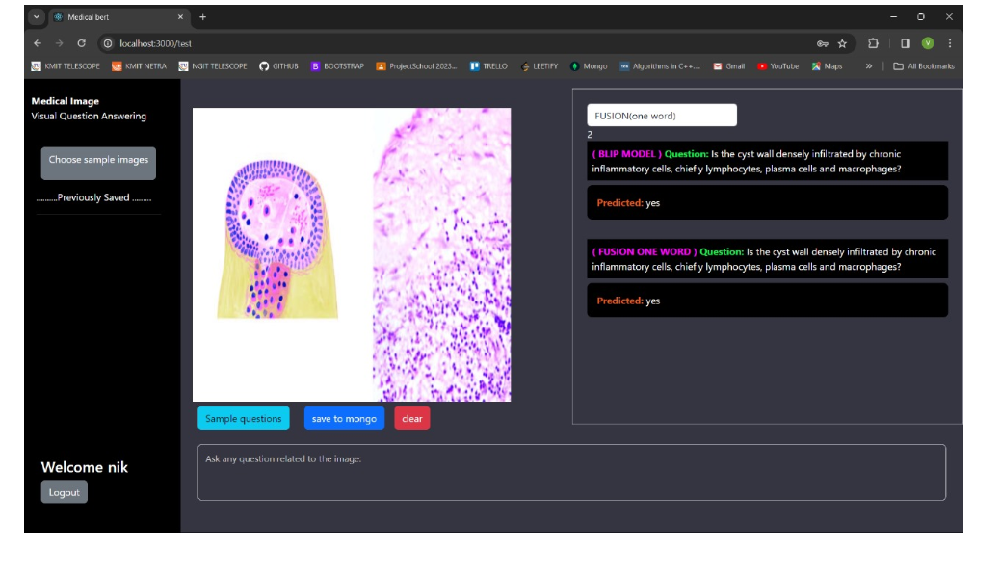 Medical bert
localhost:3000/test
KMIT TELESCOPE KMIT NETRA NGIT TELESCOPE GITHUB BOOTSTRAP ProjectSchool 2023... TRELLO LEETIFY Mongo Algorithms in C++.... Gmail YouTube Maps » All Bookmarks
Medical Image
Visual Question Answering
Choose sample images
..........Previously Saved .........
Welcome nik
Logout
Sample questions save to mongo clear
Ask any question related to the image:
FUSION(one word)
2
( BLIP MODEL ) Question: Is the cyst wall densely infiltrated by chronic
inflammatory cells, chiefly lymphocytes, plasma cells and macrophages?
Predicted: yes
( FUSION ONE WORD ) Question: Is the cyst wall densely infiltrated by chronic
inflammatory cells, chiefly lymphocytes, plasma cells and macrophages?
Predicted: yes